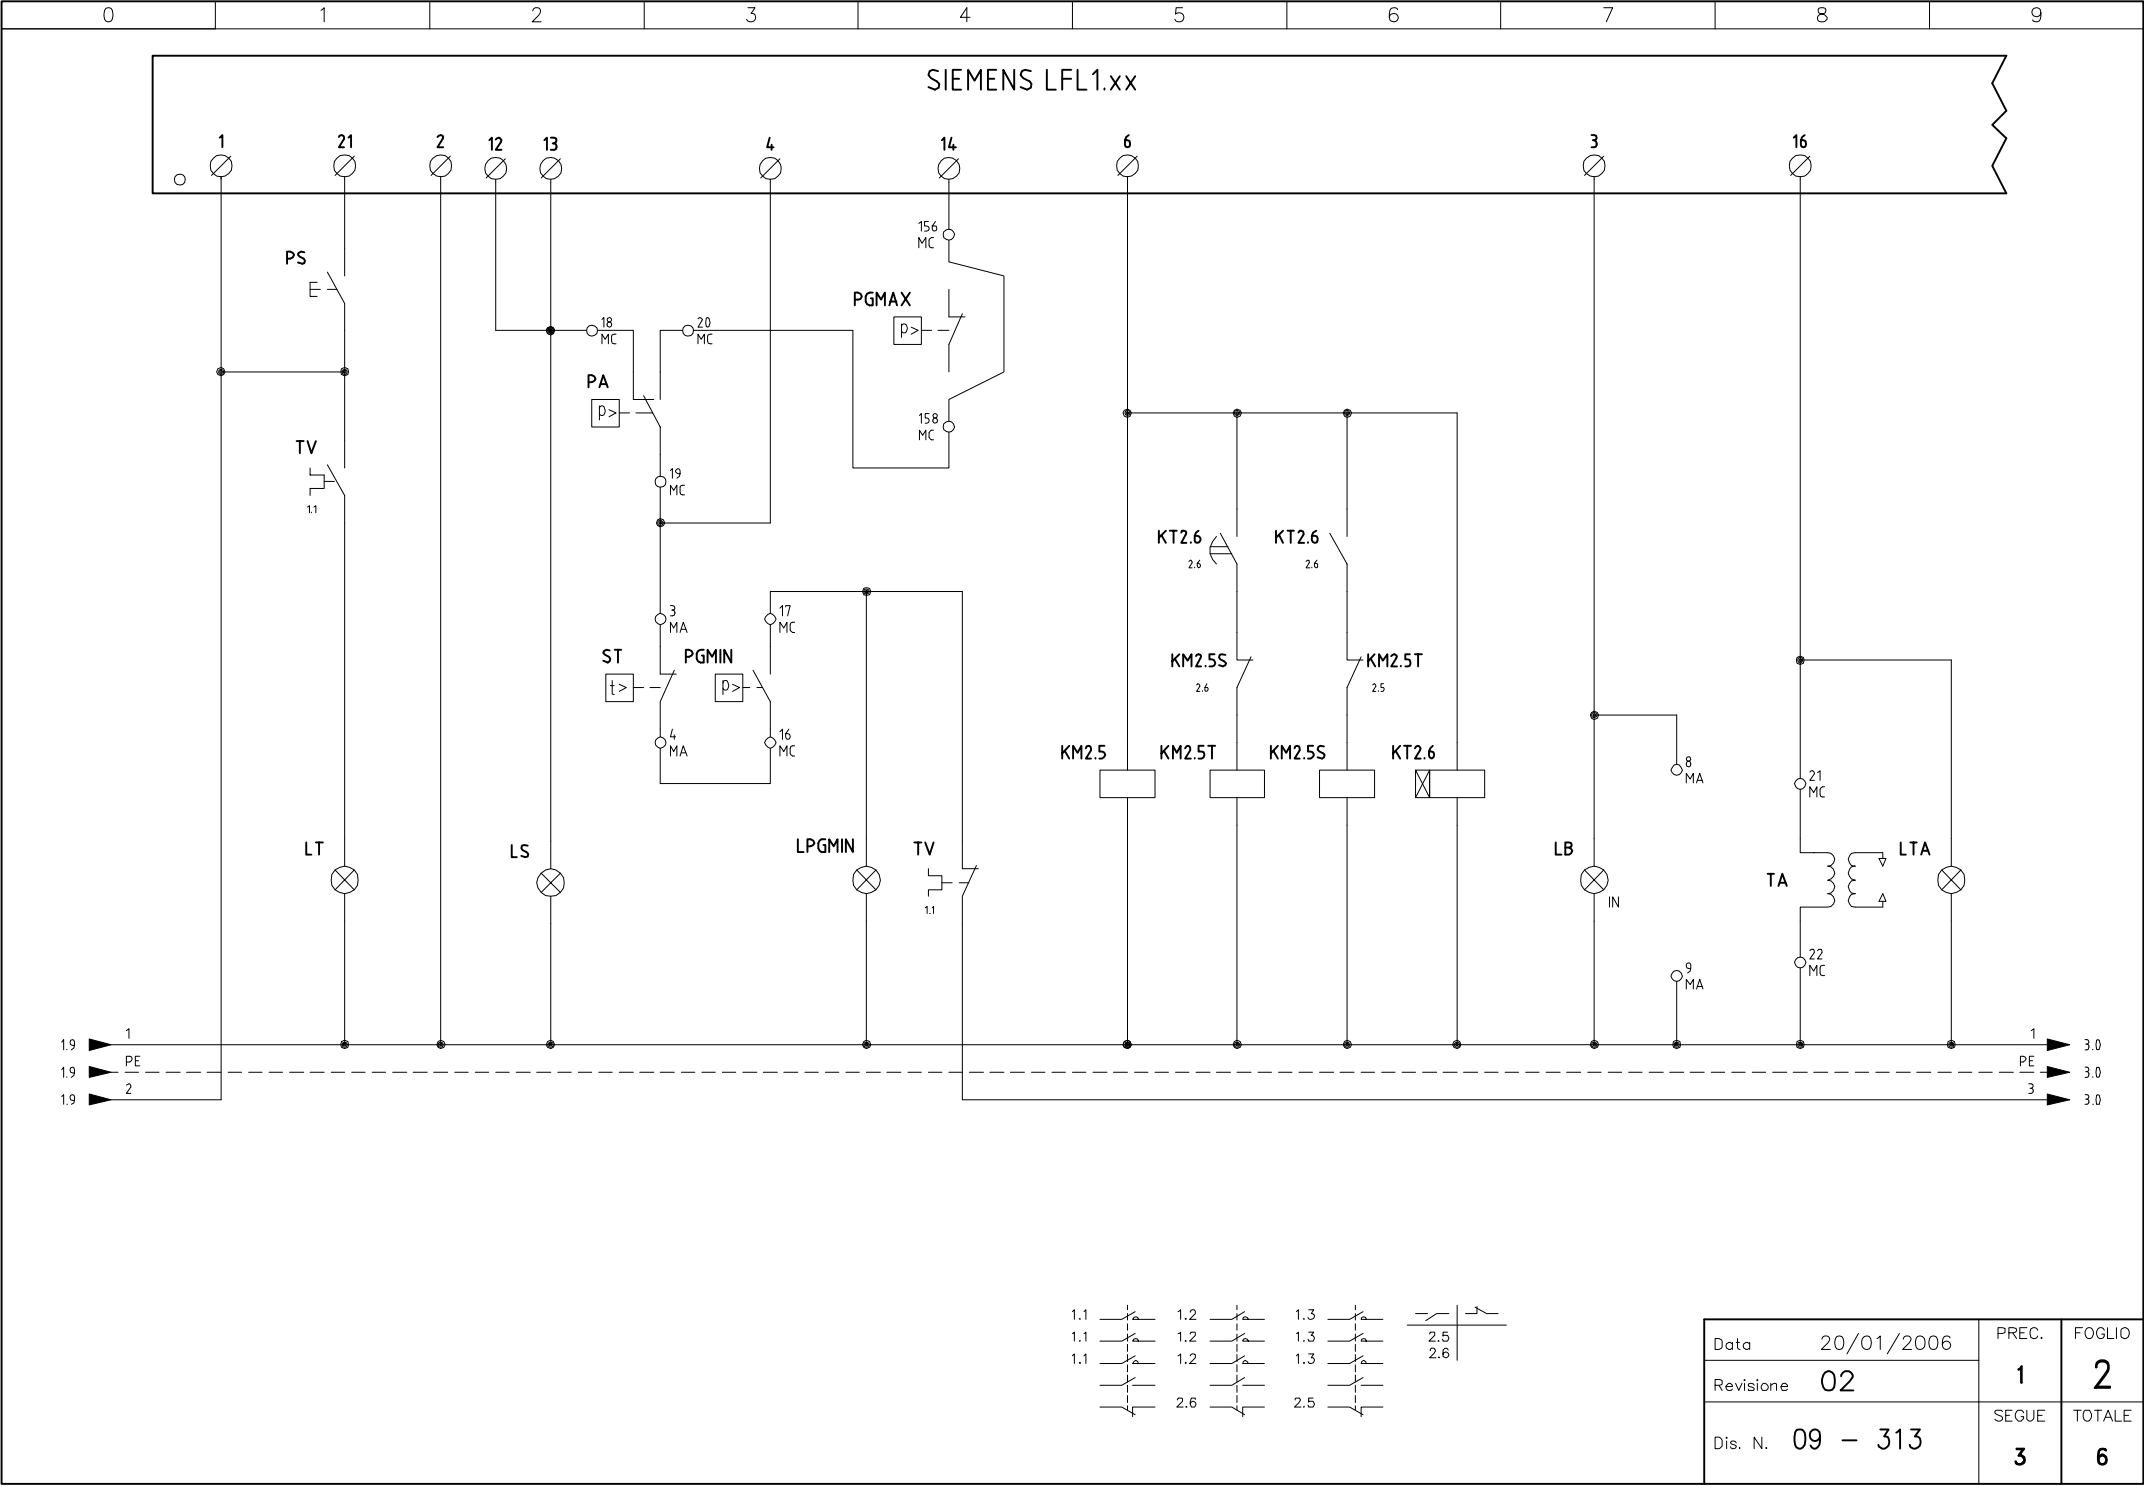 0 1 2 3 4 5 6 7 8 9
SIEMENS LFL1.xx
1 21 2 12 13 4 14 6 3 16
156
MC
PS
PGMAX
p>
18
MC
20
MC
PA
p>
158
MC
TV
1.1
19
MC
KT2.6
2.6
KT2.6
2.6
3
MA
17
MC
ST
t>
PGMIN
p>
KM2.5S
2.6
KM2.5T
2.5
4
MA
16
MC
KM2.5 KM2.5T KM2.5S KT2.6
8
MA
21
MC
LT
LS
LPGMIN
TV
1.1
LB
IN
TA
LTA
22
MC
9
MA
1.9 1 1 3.0
1.9 PE PE 3.0
1.9 2 3 3.0
1.1 1.2 1.3
1.1 1.2 1.3 2.5
1.1 1.2 1.3 2.6
2.6 2.5
Data 20/01/2006
Revisione 02
Dis. N. 09 - 313
PREC.
1
FOGLIO
2
SEGUE
3
TOTALE
6